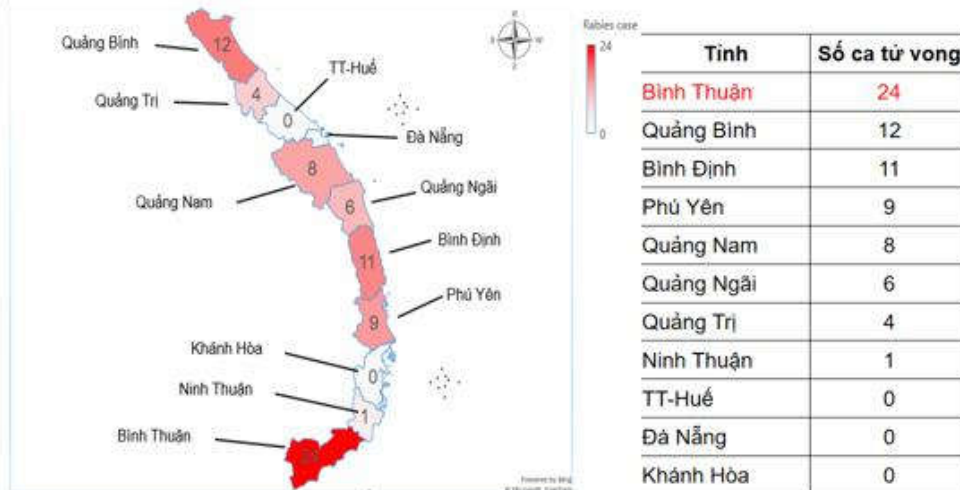 Rabies case
24
0
Quảng Bình
12
TT-Huế
Quảng Trị
4
0
Đà Nẵng
8
Quảng Nam
Quảng Ngãi
6
Bình Định
11
Phú Yên
9
Khánh Hòa
0
Ninh Thuận
1
Bình Thuận
Powered by Bing
Tỉnh Số ca tử vong
Bình Thuận 24
Quảng Bình 12
Bình Định 11
Phú Yên 9
Quảng Nam 8
Quảng Ngãi 6
Quảng Trị 4
Ninh Thuận 1
TT-Huế 0
Đà Nẵng 0
Khánh Hòa 0